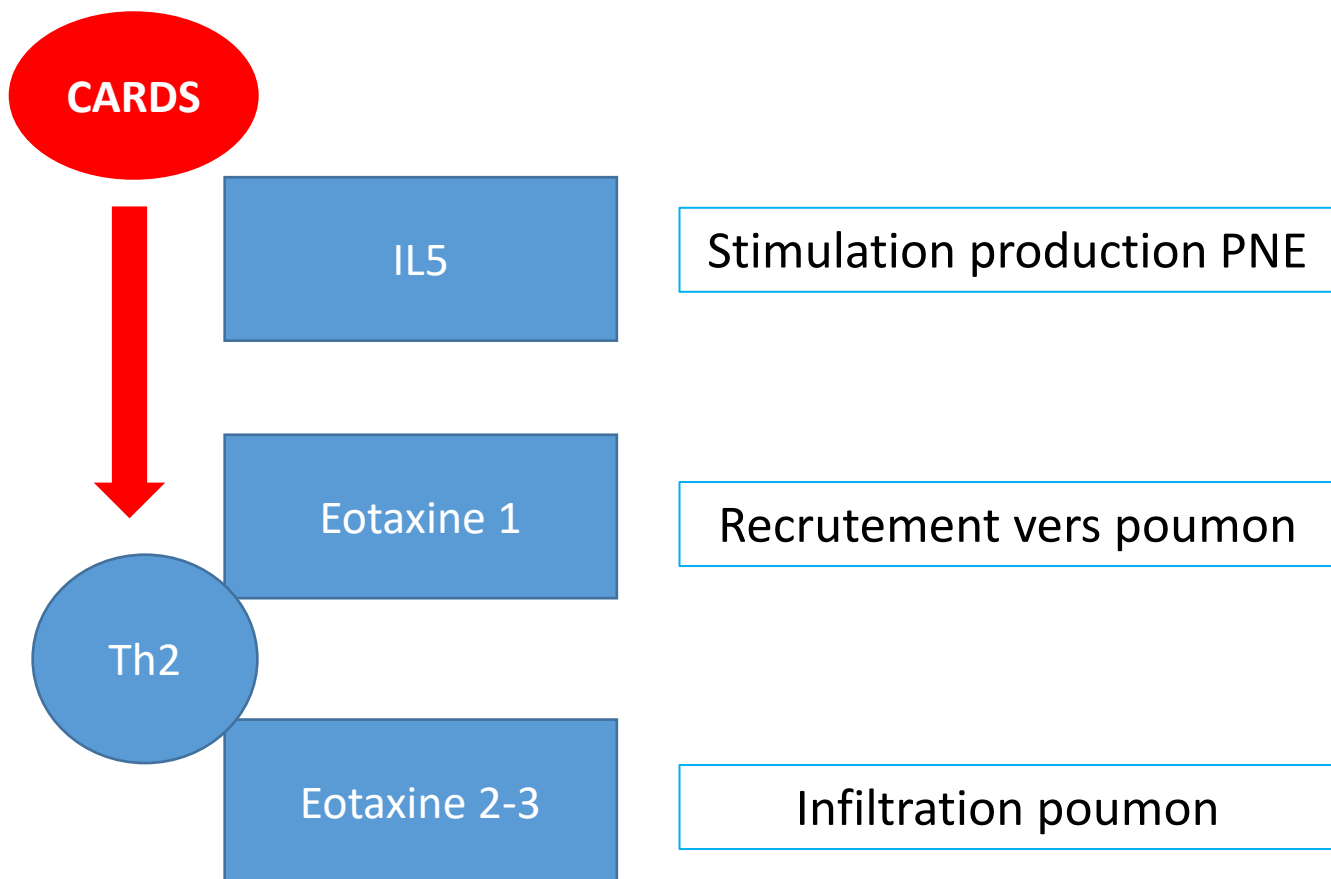 CARDS
IL5
Stimulation production PNE
Eotaxine 1
Recrutement vers poumon
Th2
Eotaxine 2-3
Infiltration poumon